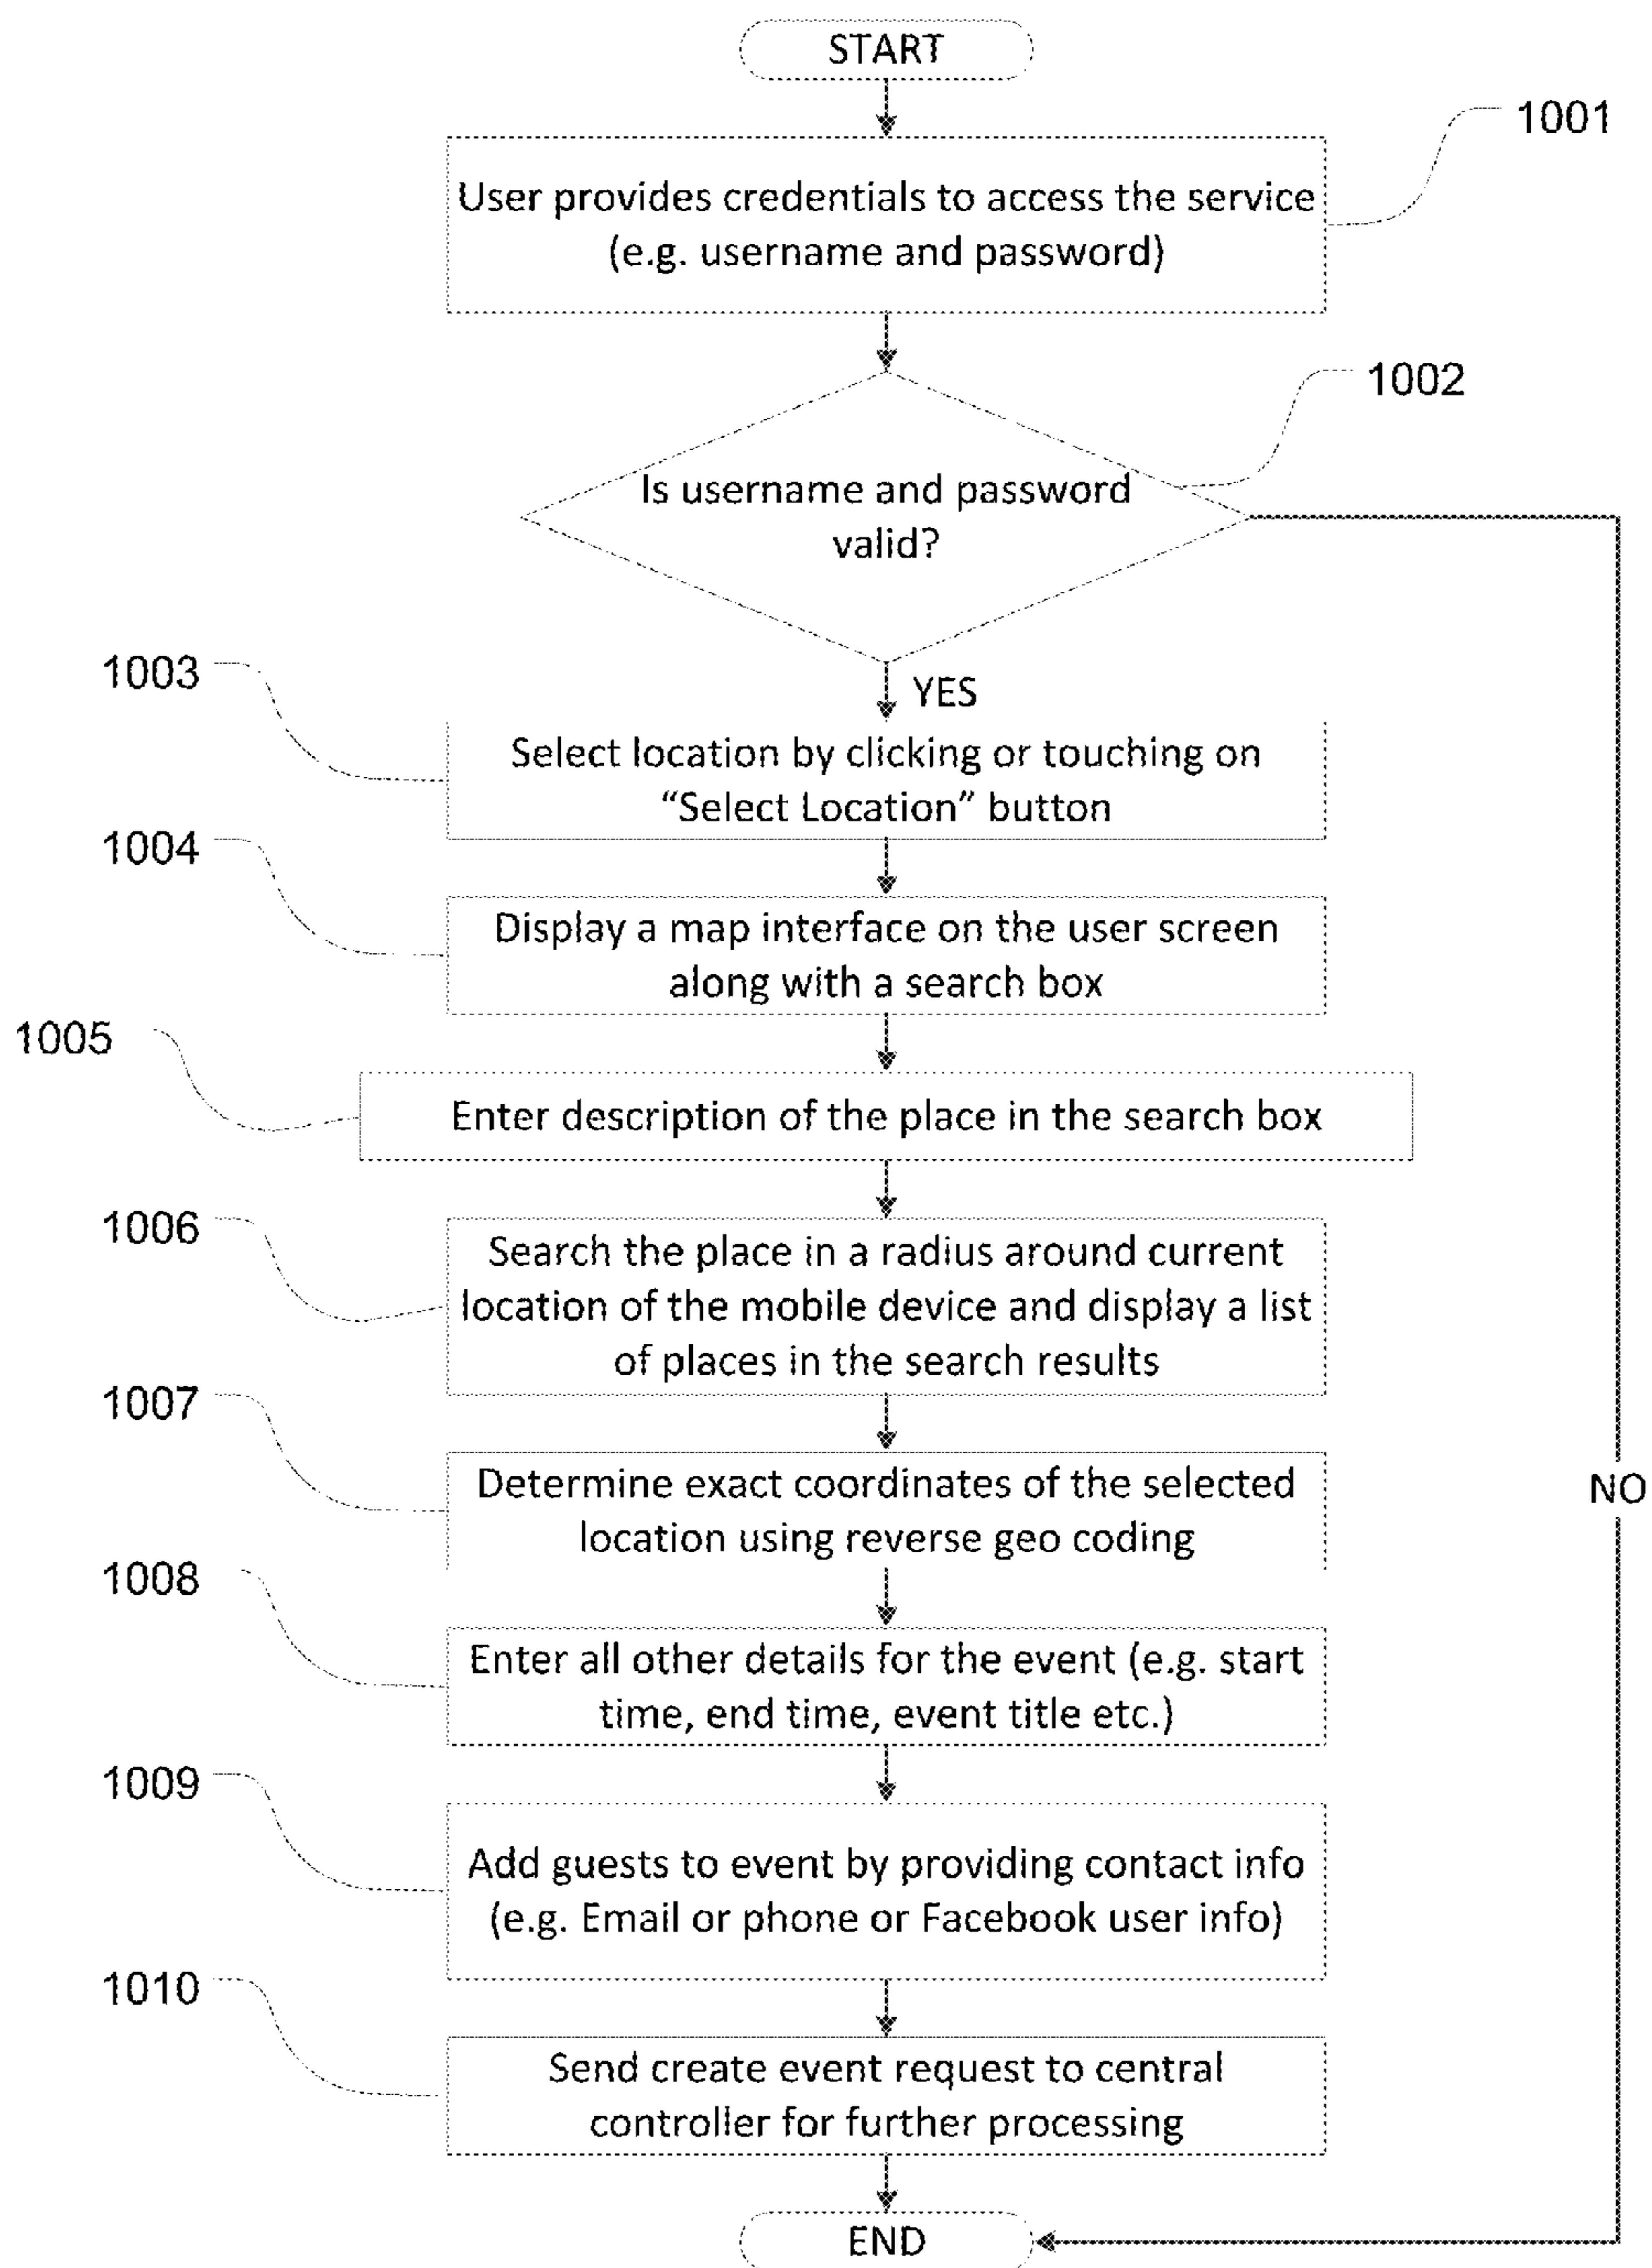 START
1001
User provides credentials to access the service
(e.g. username and password)
1002
Is username and password
valid?
1003
YES
Select location by clicking or touching on
“Select Location” button
1004
Display a map interface on the user screen
along with a search box
1005
Enter description of the place in the search box
1006
Search the place in a radius around current
location of the mobile device and display a list
of places in the search results
1007
Determine exact coordinates of the selected
location using reverse geo coding
NO
1008
Enter all other details for the event (e.g. start
time, end time, event title etc.)
1009
Add guests to event by providing contact info
(e.g. Email or phone or Facebook user info)
1010
Send create event request to central
controller for further processing
END